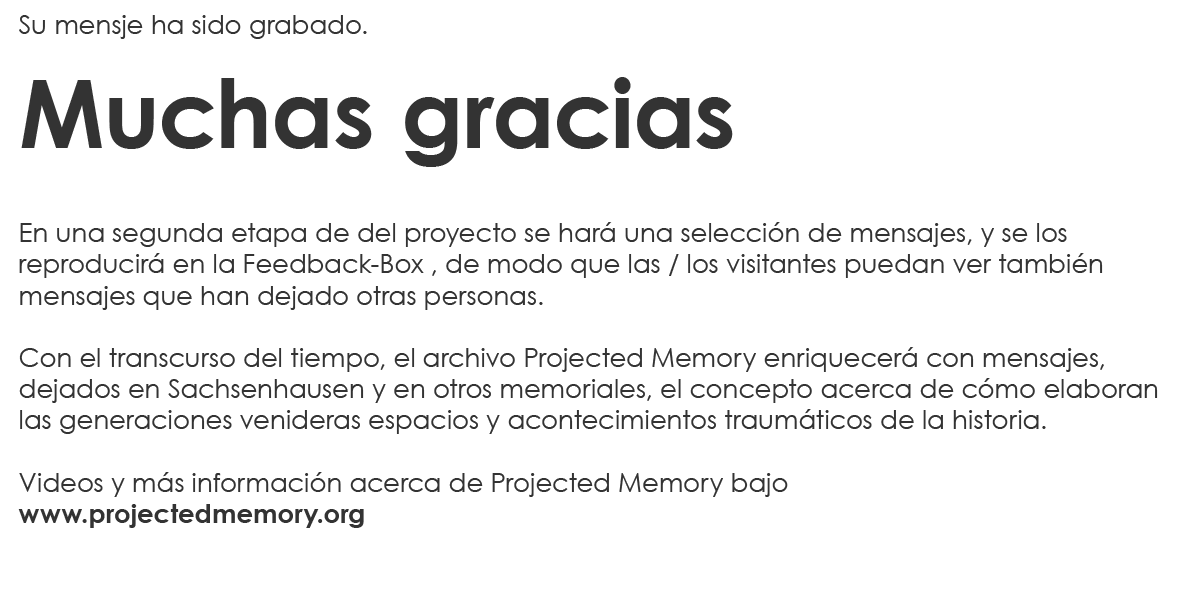 Su mensje ha sido grabado.
Muchas gracias
En una segunda etapa de del proyecto se hará una selección de mensajes, y se los
reproducirá en la Feedback-Box , de modo que las / los visitantes puedan ver también
mensajes que han dejado otras personas.
Con el transcurso del tiempo, el archivo Projected Memory enriquecerá con mensajes,
dejados en Sachsenhausen y en otros memoriales, el concepto acerca de cómo elaboran
las generaciones venideras espacios y acontecimientos traumáticos de la historia.
Videos y más información acerca de Projected Memory bajo
www.projectedmemory.org